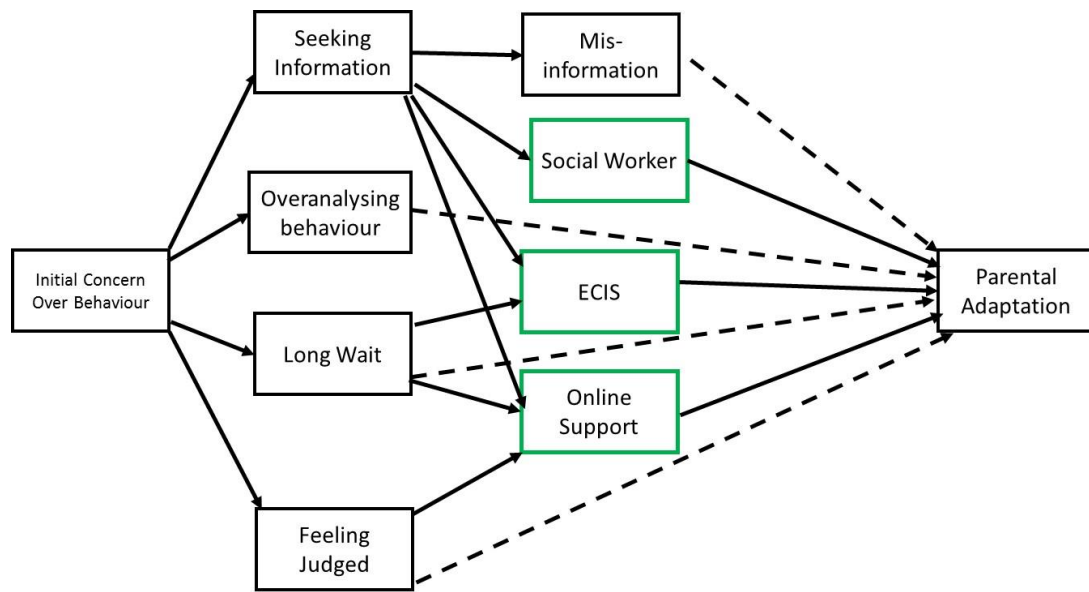 Seeking
Information
Mis-
information
Social Worker
Overanalysing
behaviour
Initial Concern
Over Behaviour
ECIS
Parental
Adaptation
Long Wait
Online
Support
Feeling
Judged